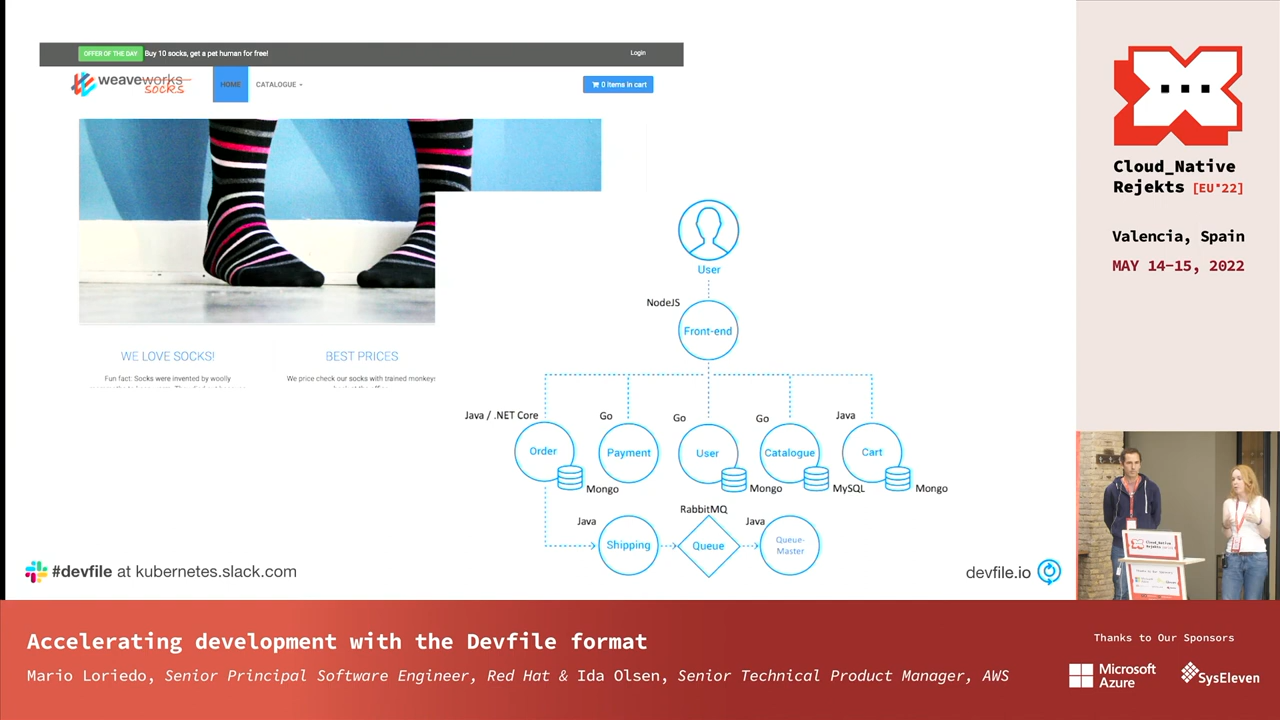 OFFER OF THE DAY Buy 10 socks, get a pet human for free!
Login
weaveworks
socks
HOME
CATALOGUE
0 items in cart
WE LOVE SOCKS!
Fun fact: Socks were invented by woolly
BEST PRICES
We price check our socks with trained monkeys
User
NodeJS
Front-end
Java / .NET Core
Go
Go
Go
Java
Order
Payment
User
Catalogue
Cart
Mongo
Mongo
MySQL
Mongo
Java
RabbitMQ
Java
Shipping
Queue
Queue-
Master
#devfile at kubernetes.slack.com
devfile.io
Cloud_Native
Rejekts [EU*22]
Valencia, Spain
MAY 14-15, 2022
Cloud_Native
Accelerating development with the Devfile format
Mario Loriedo, Senior Principal Software Engineer, Red Hat & Ida Olsen, Senior Technical Product Manager, AWS
Thanks to Our Sponsors
Microsoft
Azure
SysEleven